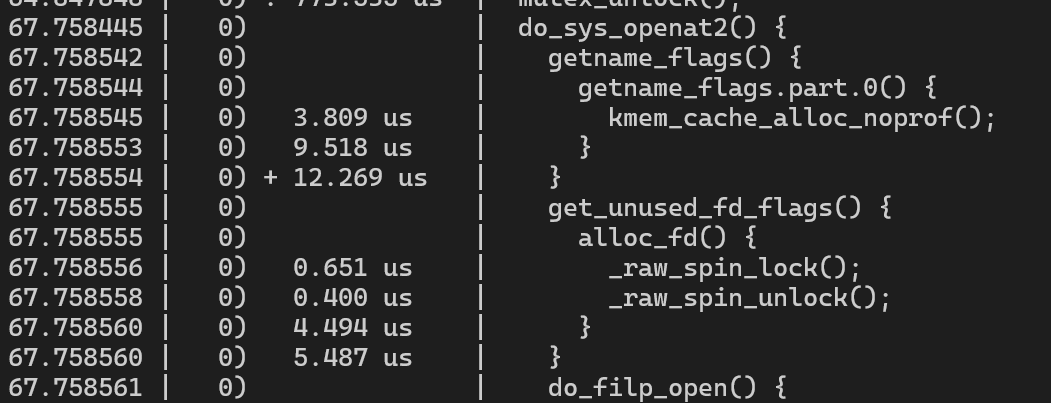 67.758445 |   0)               |  do_sys_openat2() {
67.758542 |   0)               |    getname_flags() {
67.758544 |   0)               |      getname_flags.part.0() {
67.758545 |   0)   3.809 us    |        kmem_cache_alloc_noprof();
67.758553 |   0)   9.518 us    |      }
67.758554 |   0) + 12.269 us   |    }
67.758555 |   0)               |    get_unused_fd_flags() {
67.758555 |   0)               |      alloc_fd() {
67.758556 |   0)   0.651 us    |        _raw_spin_lock();
67.758558 |   0)   0.400 us    |        _raw_spin_unlock();
67.758560 |   0)   4.494 us    |      }
67.758560 |   0)   5.487 us    |    }
67.758561 |   0)               |    do_filp_open() {